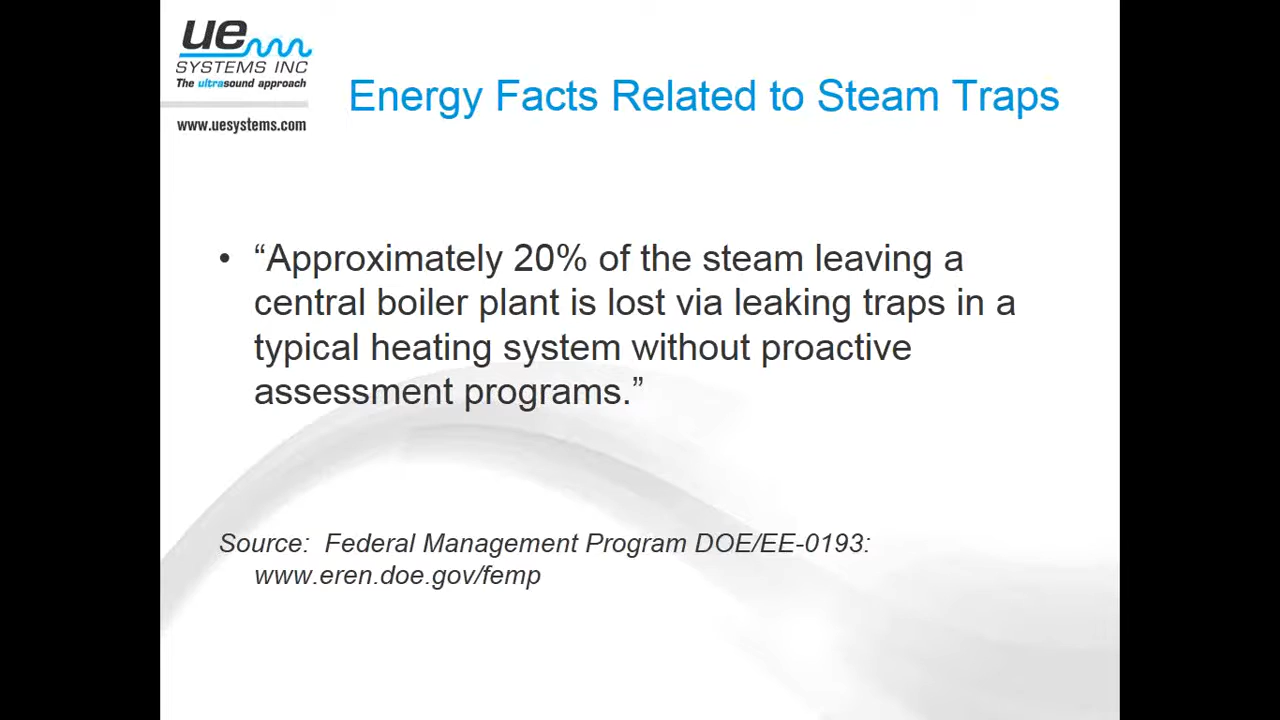 ue
SYSTEMS INC
The ultrasound approach
www.uesystems.com
Energy Facts Related to Steam Traps
• “Approximately 20% of the steam leaving a
central boiler plant is lost via leaking traps in a
typical heating system without proactive
assessment programs.”
Source: Federal Management Program DOE/EE-0193:
www.eren.doe.gov/femp